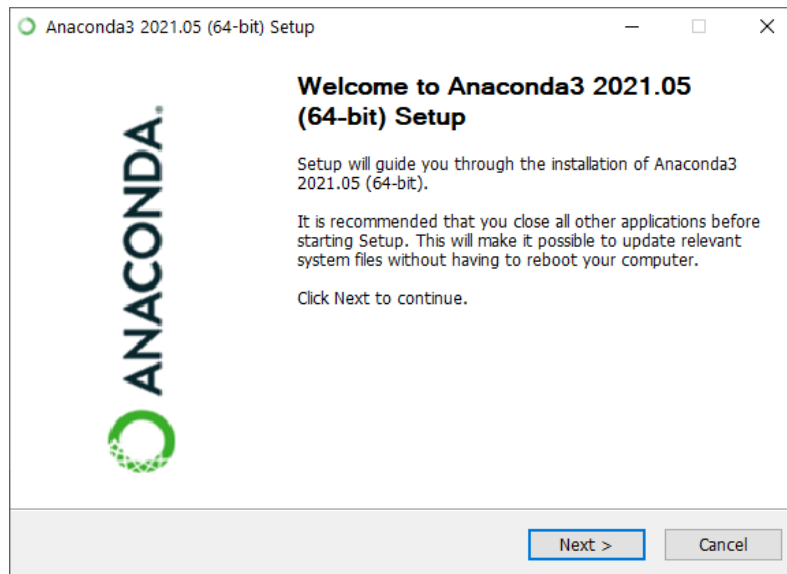 Anaconda3 2021.05 (64-bit) Setup
Welcome to Anaconda3 2021.05
(64-bit) Setup
Setup will guide you through the installation of Anaconda3
2021.05 (64-bit).
It is recommended that you close all other applications before
starting Setup. This will make it possible to update relevant
system files without having to reboot your computer.
Click Next to continue.
ANACONDA.
Next >
Cancel